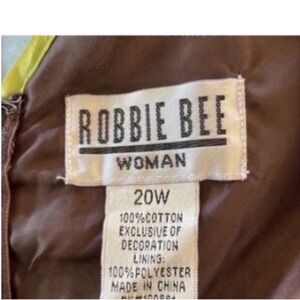 ROBBIE BEE
WOMAN
20W
100%COTTON
EXCLUSIVE OF
DECORATION
LINING:
100%POLYESTER
MADE IN CHINA